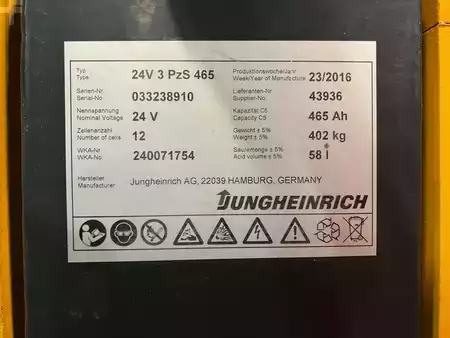 Typ
Type
24V 3 PzS 465
Produktionswoche/Jahr
Week/Year of Manufacture
23/2016
Serien-Nr.
Serial-No
033238910
Lieferanten-Nr.
Supplier-No
43936
Nennspannung
Nominal Voltage
24 V
Kapazität C5
Capacity C5
465 Ah
Zellenanzahl
Number of cells
12
Gewicht ± 5%
Weight ± 5%
402 kg
WKA-Nr.
WKA-No
240071754
Säuremenge ± 5%
Acid volume ± 5%
58 l
Hersteller
Manufacturer
Jungheinrich AG, 22039 HAMBURG, GERMANY
JUNGHEINRICH